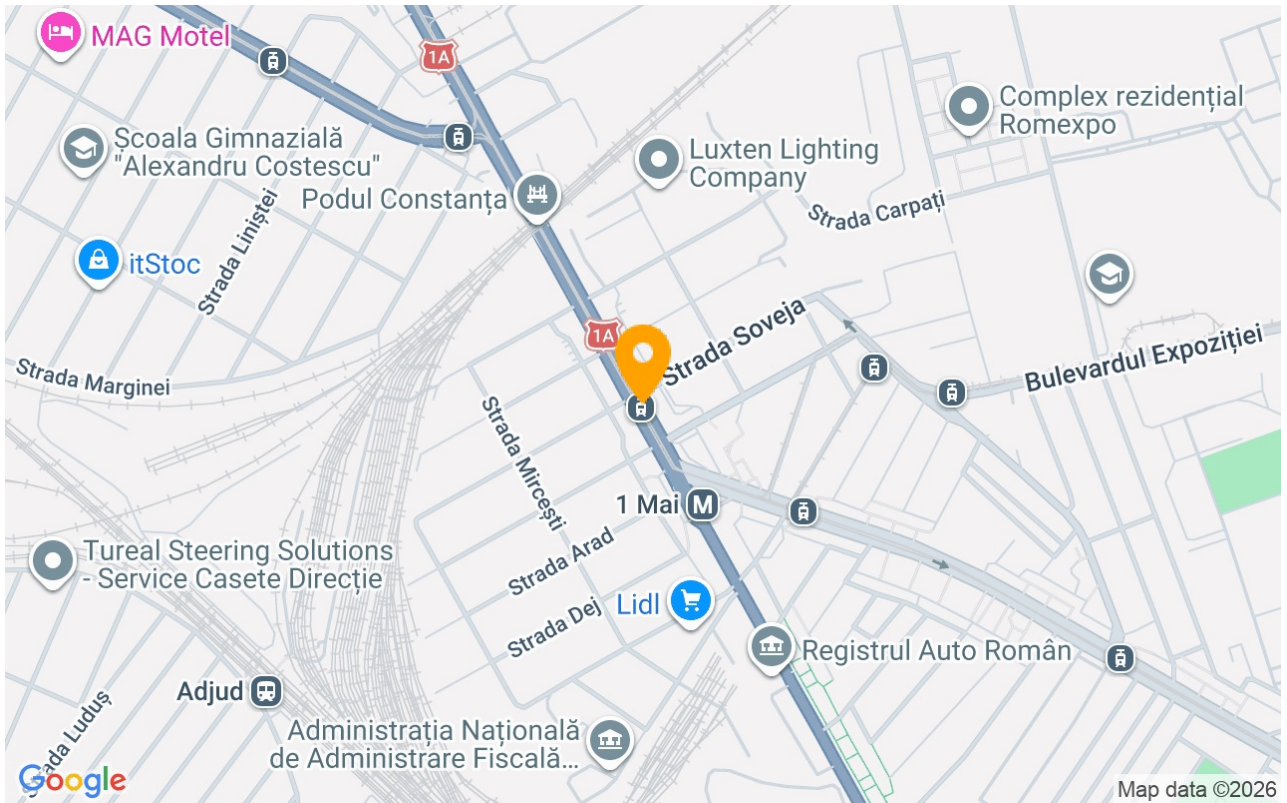 MAG Motel
1A
Complex rezidențial
Romexpo
Școala Gimnazială
"Alexandru Costescu"
Luxten Lighting
Company
Podul Constanța
Strada Carpați
Strada Liniștei
itStoc
Strada Soveja
1A
Bulevardul Expoziției
Strada Marginei
Strada Mircești
1 Mai M
Strada Arad
Tureal Steering Solutions
- Service Casete Direcție
Strada Dej
Lidl
Registrul Auto Român
Adjud
Strada Luduș
Administrația Națională
de Administrare Fiscală...
Google
Map data ©2026